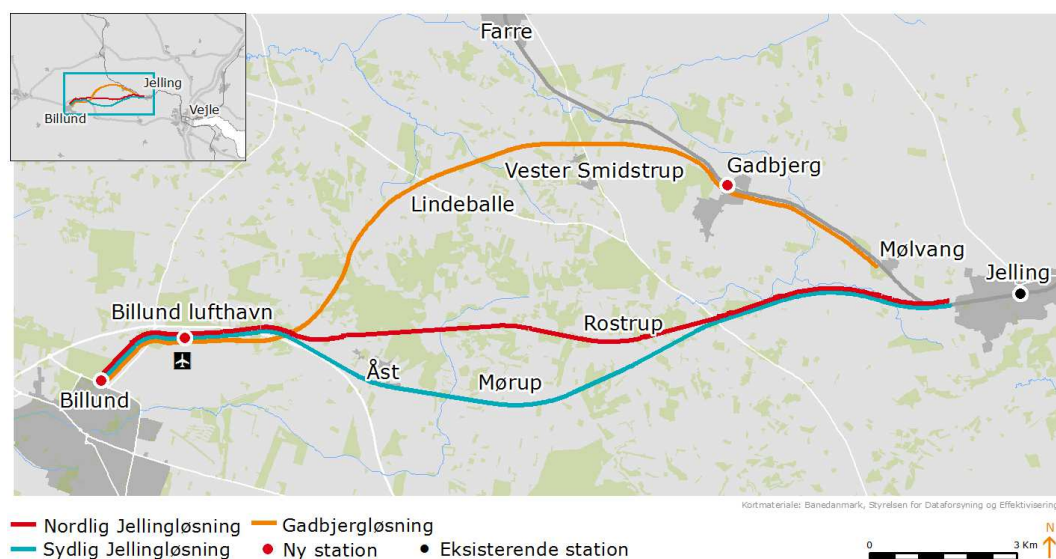 Farre
Jelling
Vejle
Billund
Vester Smidstrup
Gadbjerg
Lindeballe
Mølvang
Jelling
Billund lufthavn
Rostrup
Åst
Mørup
Billund
Kortmateriale: Banedanmark, Styrelsen for Dataforsyning og Effektivisering
Nordlig Jellingløsning
Gadbjergløsning
Sydlig Jellingløsning
Ny station
Eksisterende station
N
0
3 Km